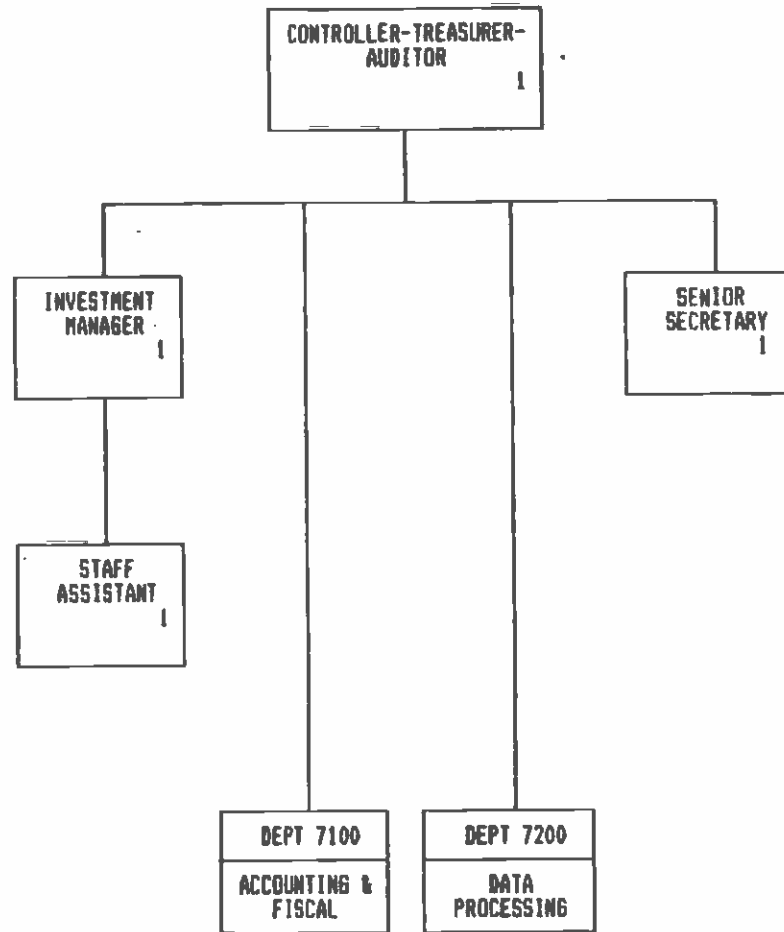 CONTROLLER-TREASURER-
AUDITOR
1
INVESTMENT
MANAGER
1
SENIOR
SECRETARY
1
STAFF
ASSISTANT
1
DEPT 7100
ACCOUNTING &
FISCAL
DEPT 7200
DATA
PROCESSING